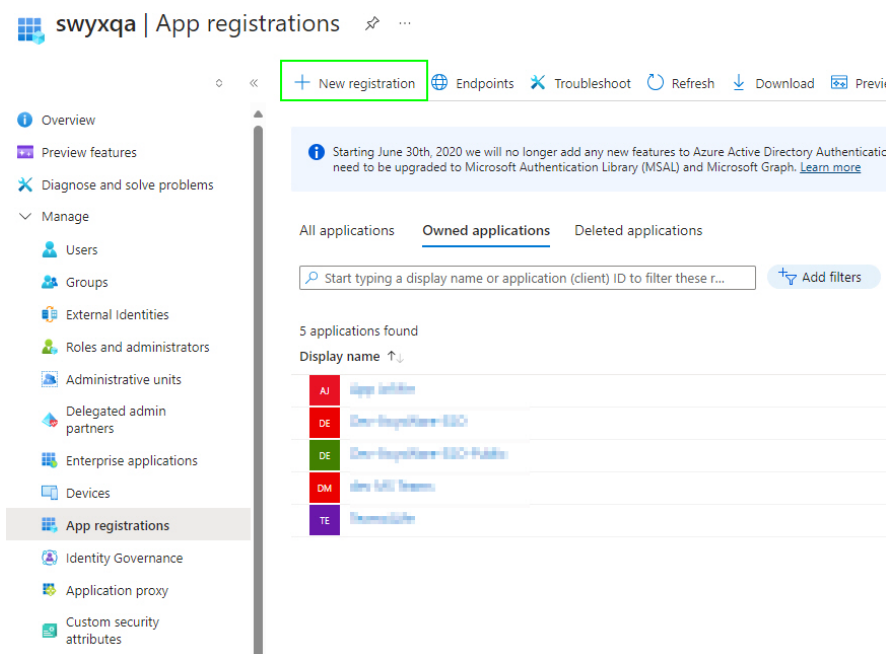 swyxqa | App registrations
New registration
Endpoints
Troubleshoot
Refresh
Download
Overview
Preview features
Diagnose and solve problems
Manage
Users
Groups
External Identities
Roles and administrators
Administrative units
Delegated admin
partners
Enterprise applications
Devices
App registrations
Identity Governance
Application proxy
Custom security
attributes
Starting June 30th, 2020 we will no longer add any new features to Azure Active Directory
need to be upgraded to Microsoft Authentication Library (MSAL) and Microsoft Graph. Learn more
All applications
Owned applications
Deleted applications
Start typing a display name or application (client) ID to filter these r...
Add filters
5 applications found
Display name
AJ
DE
DE
DM
TE